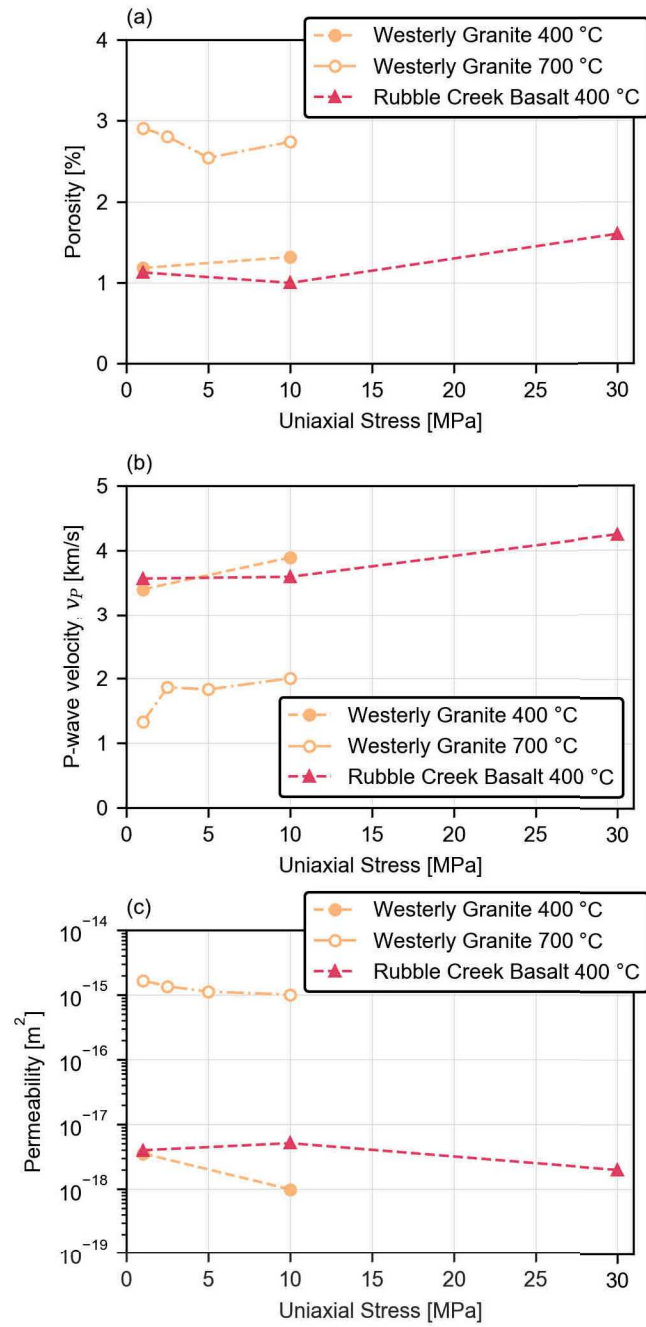 (a)
Westerly Granite 400 °C
Westerly Granite 700 °C
Rubble Creek Basalt 400 °C
4
3
2
1
0
Porosity [%]
0 5 10 15 20 25 30
Uniaxial Stress [MPa]
(b)
5
4
3
2
1
0
P-wave velocity, v_P [km/s]
Westerly Granite 400 °C
Westerly Granite 700 °C
Rubble Creek Basalt 400 °C
0 5 10 15 20 25 30
Uniaxial Stress [MPa]
(c)
Westerly Granite 400 °C
Westerly Granite 700 °C
Rubble Creek Basalt 400 °C
10⁻¹⁴
10⁻¹⁵
10⁻¹⁶
10⁻¹⁷
10⁻¹⁸
10⁻¹⁹
Permeability [m²]
0 5 10 15 20 25 30
Uniaxial Stress [MPa]